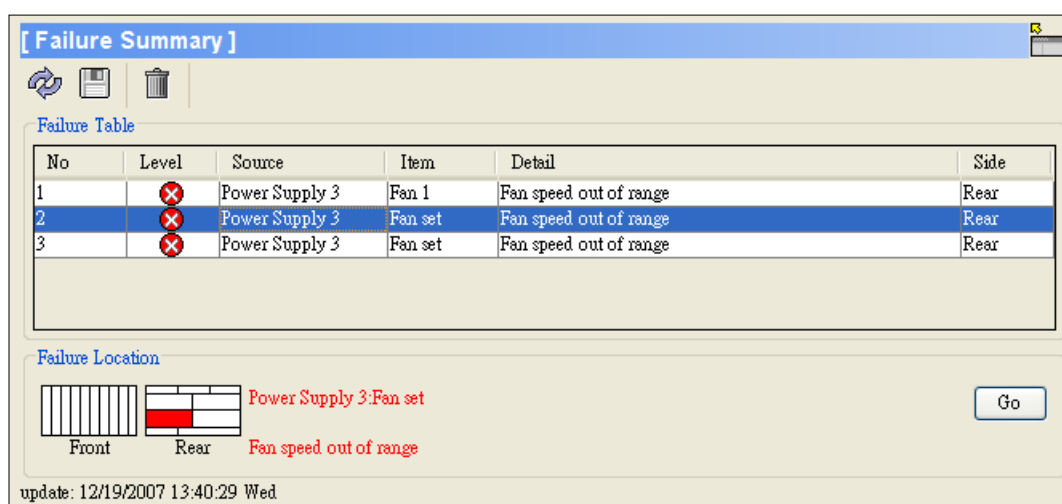 [ Failure Summary ]
Failure Table
No Level Source Item Detail Side
1 Power Supply 3 Fan 1 Fan speed out of range Rear
2 Power Supply 3 Fan set Fan speed out of range Rear
3 Power Supply 3 Fan set Fan speed out of range Rear
Failure Location
Power Supply 3:Fan set
Go
Front Rear Fan speed out of range
update: 12/19/2007 13:40:29 Wed